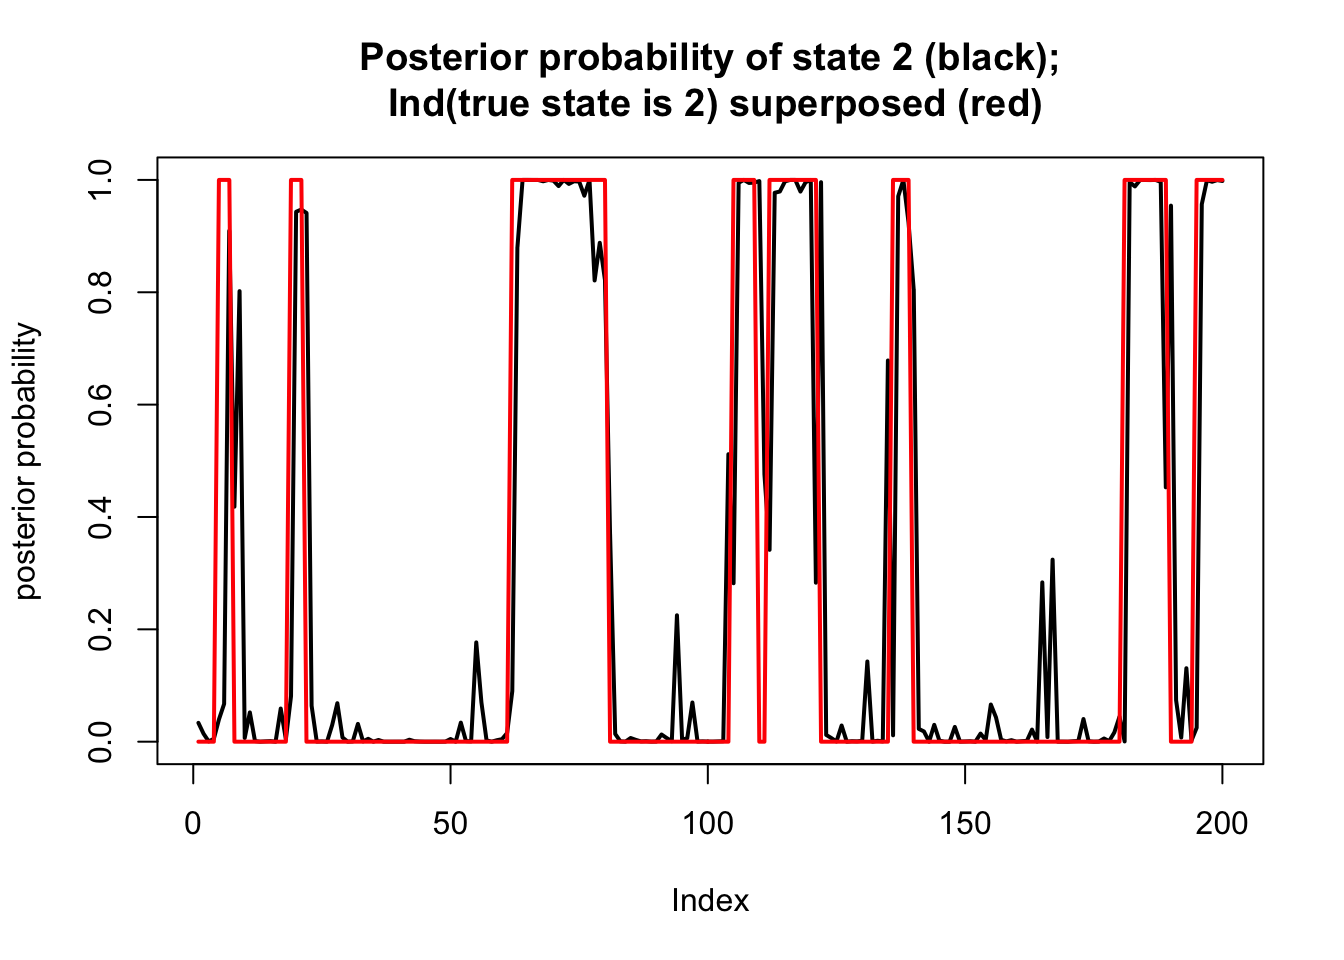 Posterior probability of state 2 (black);
Ind(true state is 2) superposed (red)
posterior probability
1.0
0.8
0.6
0.4
0.2
0.0
0 50 100 150 200
Index